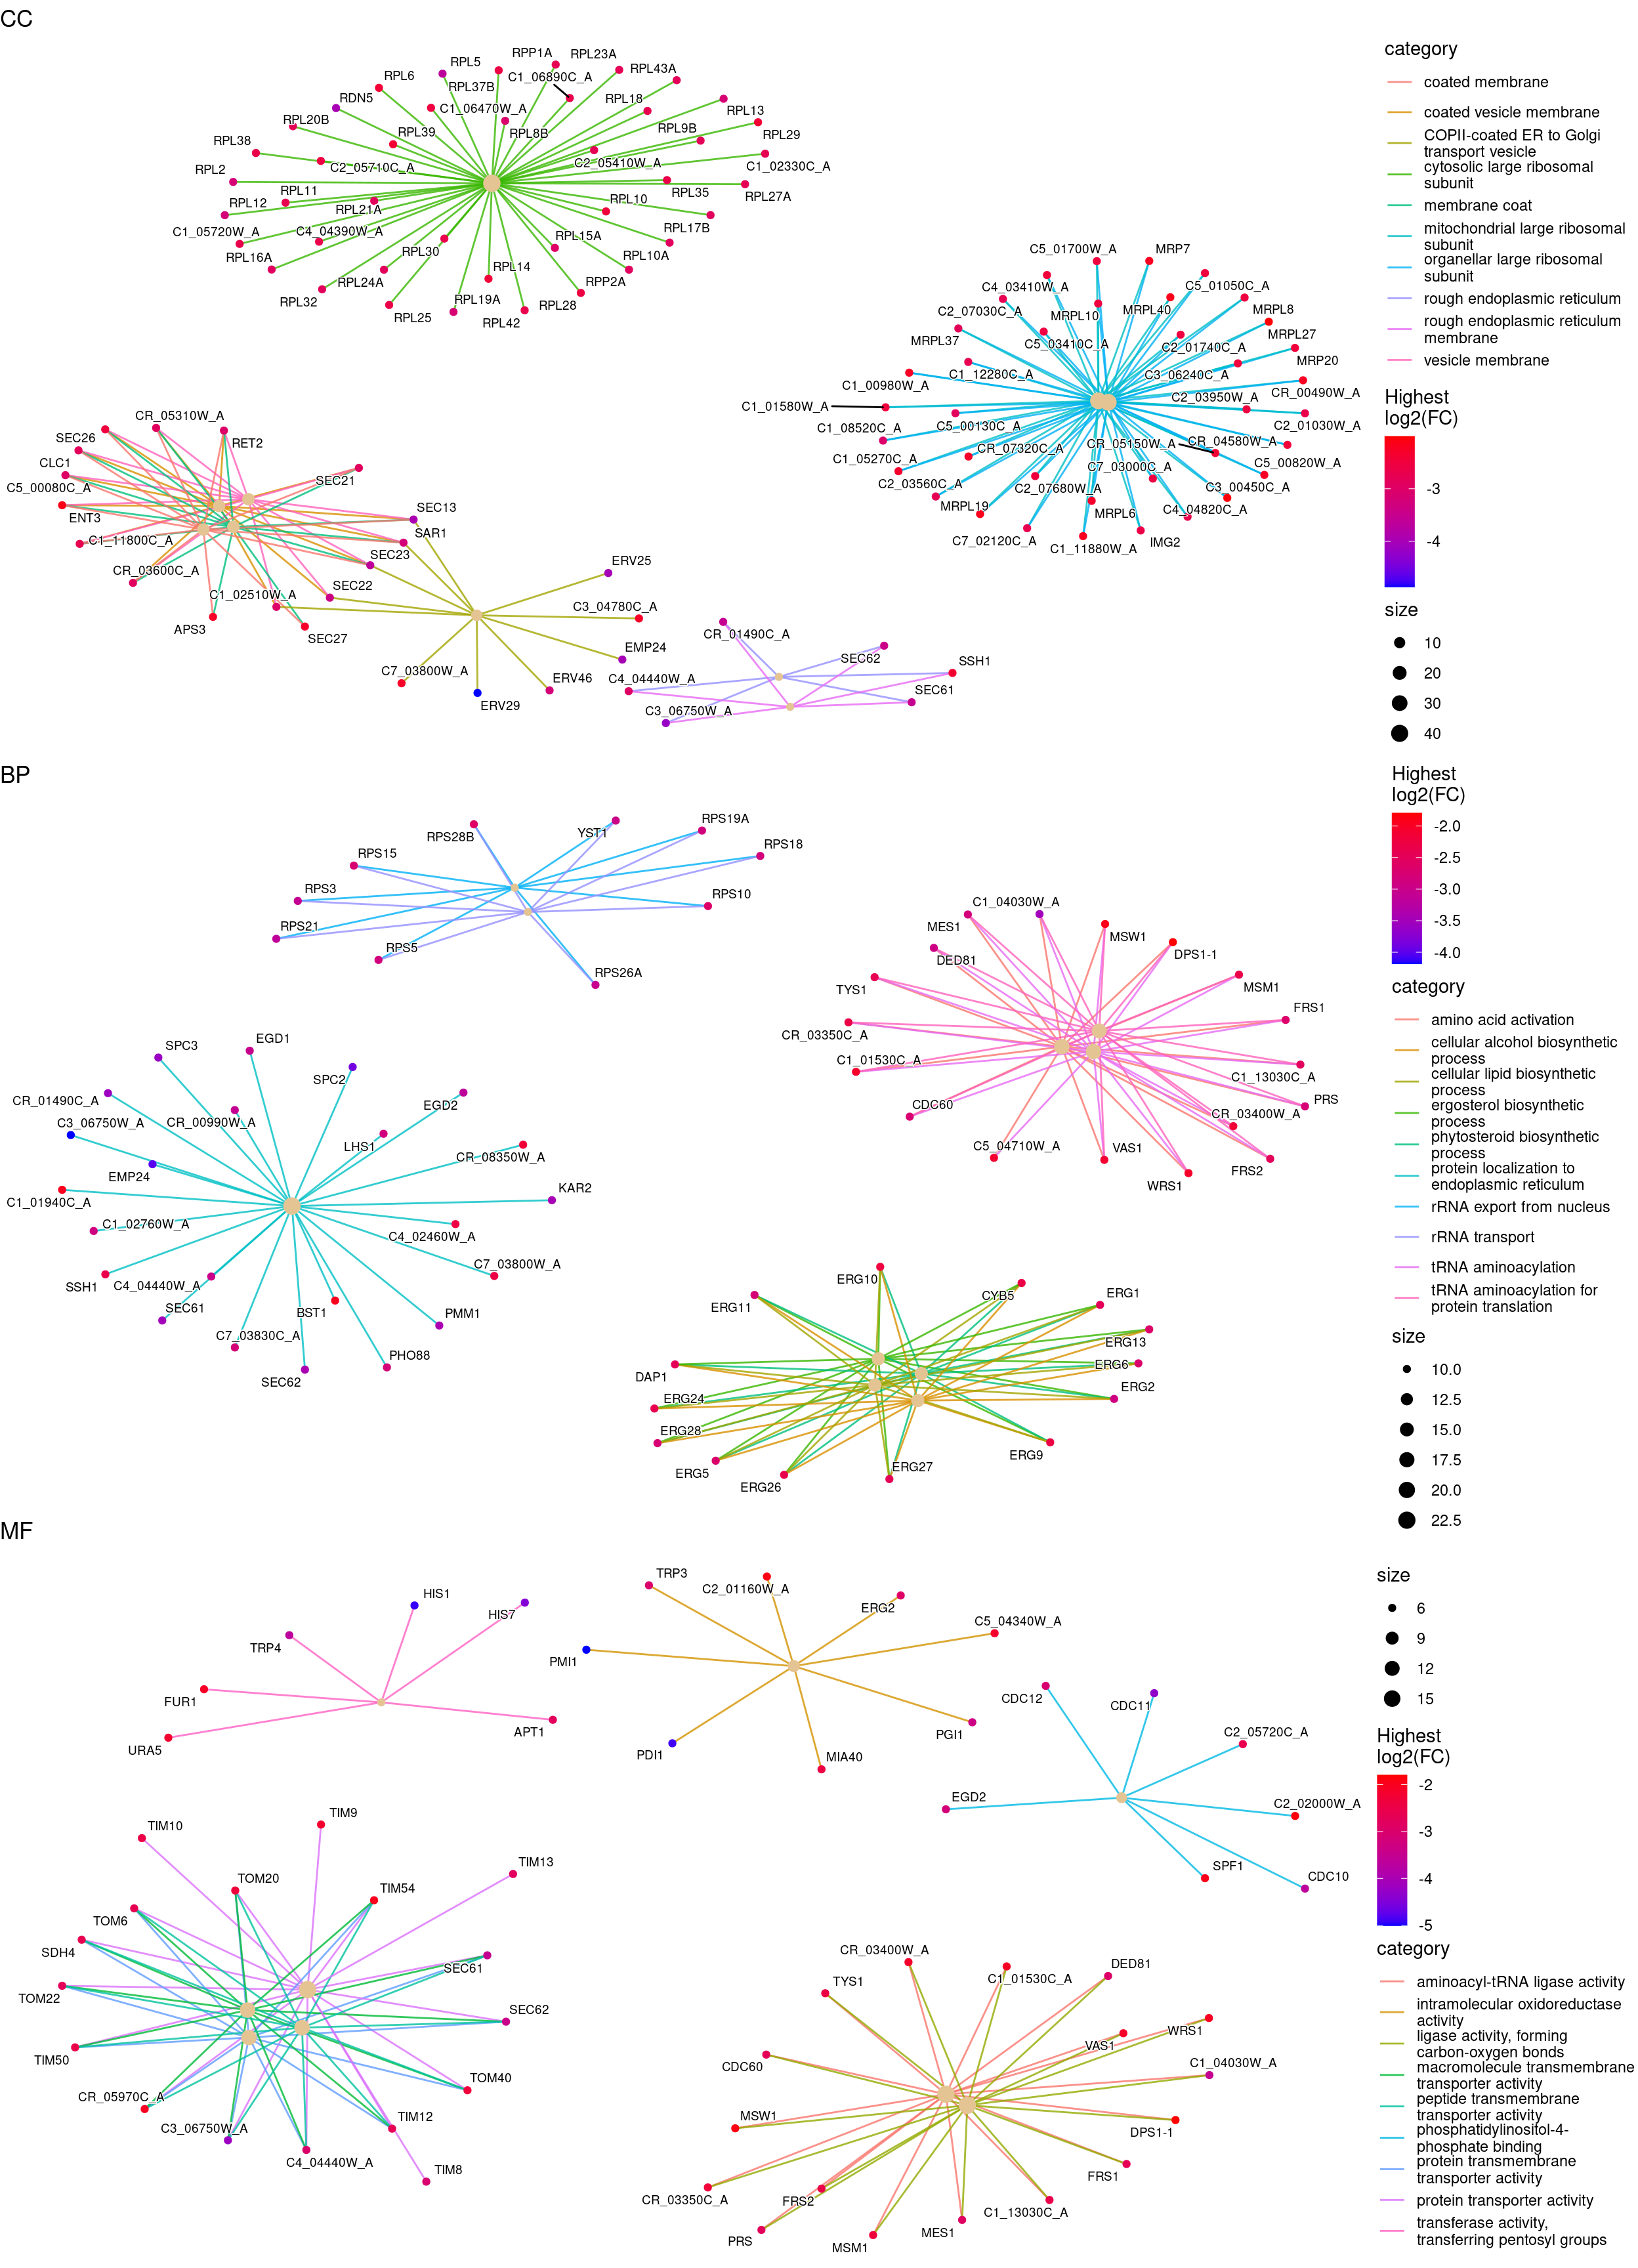 CC
RPP1A
RPL23A
RPL5
C1_06890C_A
RPL43A
RPL6
RPL37B
RDN5
C1_06470W_A
RPL18
RPL13
RPL20B
RPL39
RPL8B
RPL9B
RPL29
RPL38
C2_05710C_A
C2_05410W_A
C1_02330C_A
RPL2
RPL11
RPL35
RPL27A
RPL12
RPL21A
RPL10
C1_05720W_A
C4_04390W_A
RPL17B
RPL16A
RPL30
RPL15A
RPL10A
RPL24A
RPL14
RPP2A
RPL32
RPL19A
RPL28
RPL25
RPL42
C5_01700W_A
MRP7
C4_03410W_A
C5_01050C_A
C2_07030C_A
MRPL10
MRPL40
MRPL8
MRPL37
C5_03410C_A
C2_01740C_A
MRPL27
C1_12280C_A
C3_06240C_A
MRP20
C1_00980W_A
CR_00490W_A
C1_01580W_A
C2_03950W_A
C1_08520C_A
C5_00130C_A
C2_01030W_A
CR_07320C_A
CR_05150W_A
CR_04580W_A
C1_05270C_A
C7_03000C_A
C5_00820W_A
C2_03560C_A
C2_07680W_A
C3_00450C_A
MRPL19
MRPL6
C4_04820C_A
C7_02120C_A
C1_11880W_A
IMG2
CR_05310W_A
SEC26
RET2
CLC1
SEC21
C5_00080C_A
ENT3
SEC13
C1_11800C_A
SAR1
CR_03600C_A
SEC23
C1_02510W_A
SEC22
APS3
SEC27
ERV25
C3_04780C_A
EMP24
C7_03800W_A
ERV46
ERV29
CR_01490C_A
SEC62
SSH1
C4_04440W_A
SEC61
C3_06750W_A
category
coated membrane
coated vesicle membrane
COPII-coated ER to Golgi
transport vesicle
cytosolic large ribosomal
subunit
membrane coat
mitochondrial large ribosomal
subunit
organellar large ribosomal
subunit
rough endoplasmic reticulum
rough endoplasmic reticulum
membrane
vesicle membrane
Highest
log2(FC)
-3
-4
size
10
20
30
40
BP
RPS28B
YST1
RPS19A
RPS15
RPS18
RPS3
RPS10
RPS21
RPS5
RPS26A
C1_04030W_A
MES1
MSW1
DED81
DPS1-1
TYS1
MSM1
FRS1
CR_03350C_A
C1_01530C_A
C1_13030C_A
PRS
CDC60
CR_03400W_A
C5_04710W_A
VAS1
WRS1
FRS2
SPC3
EGD1
SPC2
CR_01490C_A
EGD2
C3_06750W_A
CR_00990W_A
LHS1
CR_08350W_A
EMP24
KAR2
C1_01940C_A
C1_02760W_A
C4_02460W_A
SSH1
C4_04440W_A
C7_03800W_A
SEC61
BST1
PMM1
C7_03830C_A
PHO88
SEC62
ERG10
CYB5
ERG1
ERG11
ERG13
DAP1
ERG6
ERG24
ERG2
ERG28
ERG5
ERG9
ERG26
ERG27
Highest
log2(FC)
-2.0
-2.5
-3.0
-3.5
-4.0
category
amino acid activation
cellular alcohol biosynthetic
process
cellular lipid biosynthetic
process
ergosterol biosynthetic
process
phytosteroid biosynthetic
process
protein localization to
endoplasmic reticulum
rRNA export from nucleus
rRNA transport
tRNA aminoacylation
tRNA aminoacylation for
protein translation
size
10.0
12.5
15.0
17.5
20.0
22.5
MF
HIS1
HIS7
TRP4
FUR1
APT1
URA5
TRP3
C2_01160W_A
ERG2
C5_04340W_A
PMI1
PGI1
PDI1
MIA40
CDC12
CDC11
C2_05720C_A
EGD2
C2_02000W_A
SPF1
CDC10
TIM10
TIM9
TIM13
TOM20
TIM54
TOM6
SDH4
SEC61
TOM22
SEC62
TIM50
TOM40
CR_05970C_A
TIM12
C3_06750W_A
C4_04440W_A
TIM8
CR_03400W_A
C1_01530C_A
DED81
TYS1
WRS1
VAS1
CDC60
C1_04030W_A
MSW1
DPS1-1
FRS1
CR_03350C_A
FRS2
C1_13030C_A
PRS
MES1
MSM1
size
6
9
12
15
Highest
log2(FC)
-2
-3
-4
-5
category
aminoacyl-tRNA ligase activity
intramolecular oxidoreductase
activity
ligase activity, forming
carbon-oxygen bonds
macromolecule transmembrane
transporter activity
peptide transmembrane
transporter activity
phosphatidylinositol-4-
phosphate binding
protein transmembrane
transporter activity
protein transporter activity
transferase activity,
transferring pentosyl groups